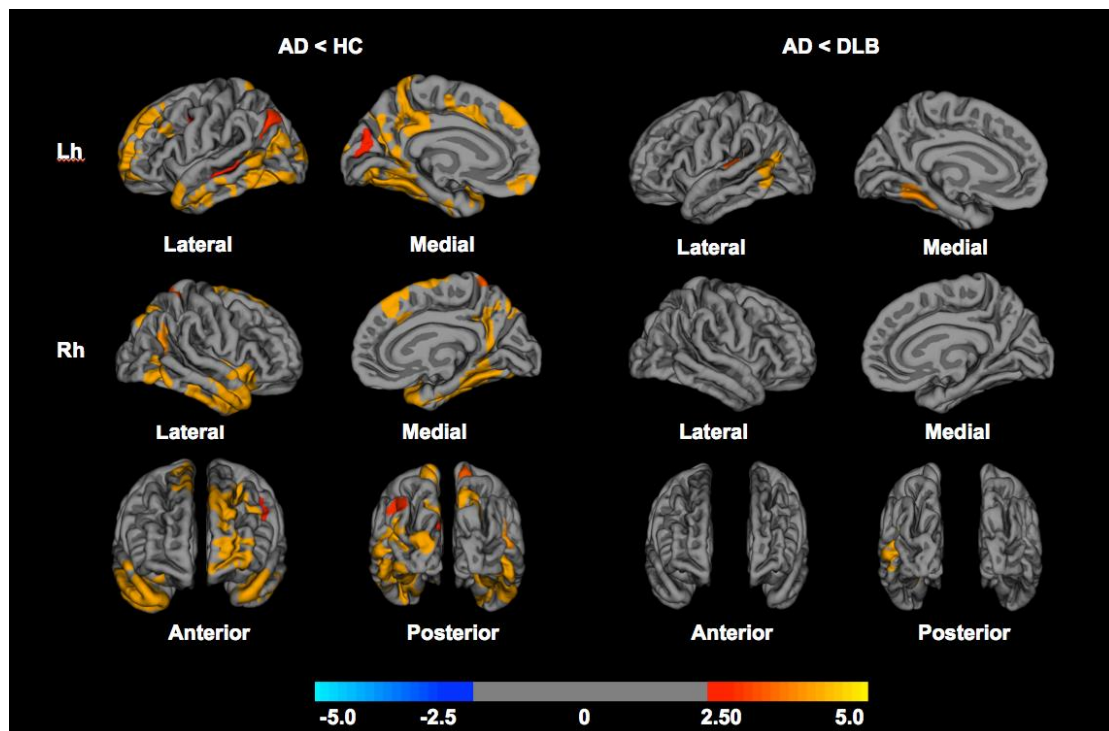 AD < HC AD < DLB
Lh
Lateral Medial Lateral Medial
Rh
Lateral Medial Lateral Medial
Anterior Posterior Anterior Posterior
-5.0 -2.5 0 2.50 5.0